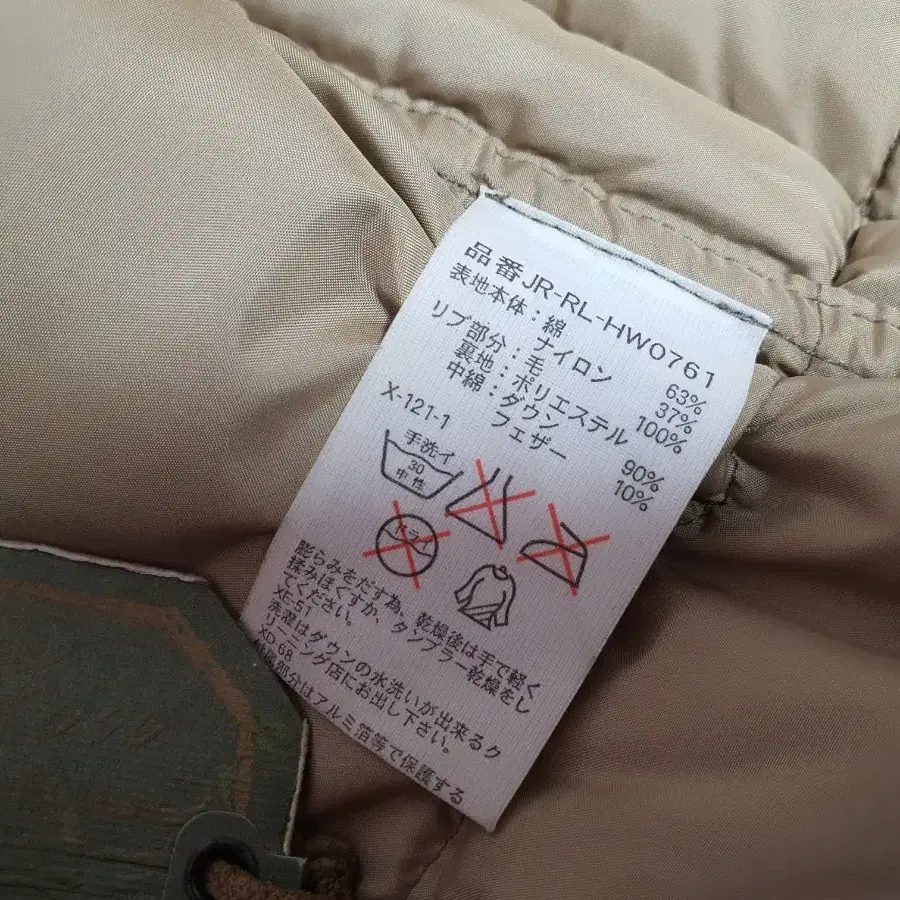 品番JR-RL-HW0761
表地本体：綿 63%
ナイロン 37%
リブ部分：毛 100%
裏地：ポリエステル
中綿：ダウン 90%
フェザー 10%
X-121-1
手洗イ
30
中性
ドライ
膨らみをだす為、乾燥後は手で軽く
揉みほぐすか、タンブラー乾燥をし
てください。
XE-51
洗濯はダウンの水洗いが出来るク
リーニング店にお出し下さい。
XD-68
付属部分はアルミ箔等で保護する